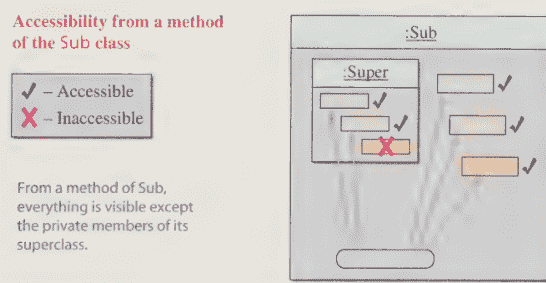 Accessibility from a method
of the Sub class
✓ – Accessible
✗ – Inaccessible
From a method of Sub,
everything is visible except
the private members of its
superclass.
:Sub
:Super